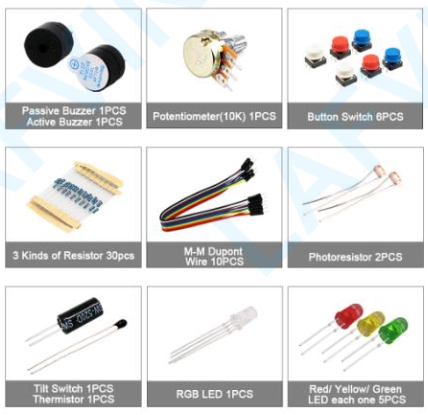 Passive Buzzer 1PCS
Active Buzzer 1PCS
Potentiometer(10K) 1PCS
Button Switch 6PCS
3 Kinds of Resistor 30pcs
M-M Dupont
Wire 10PCS
Photoresistor 2PCS
Tilt Switch 1PCS
Thermistor 1PCS
RGB LED 1PCS
Red/ Yellow/ Green
LED each one 5PCS